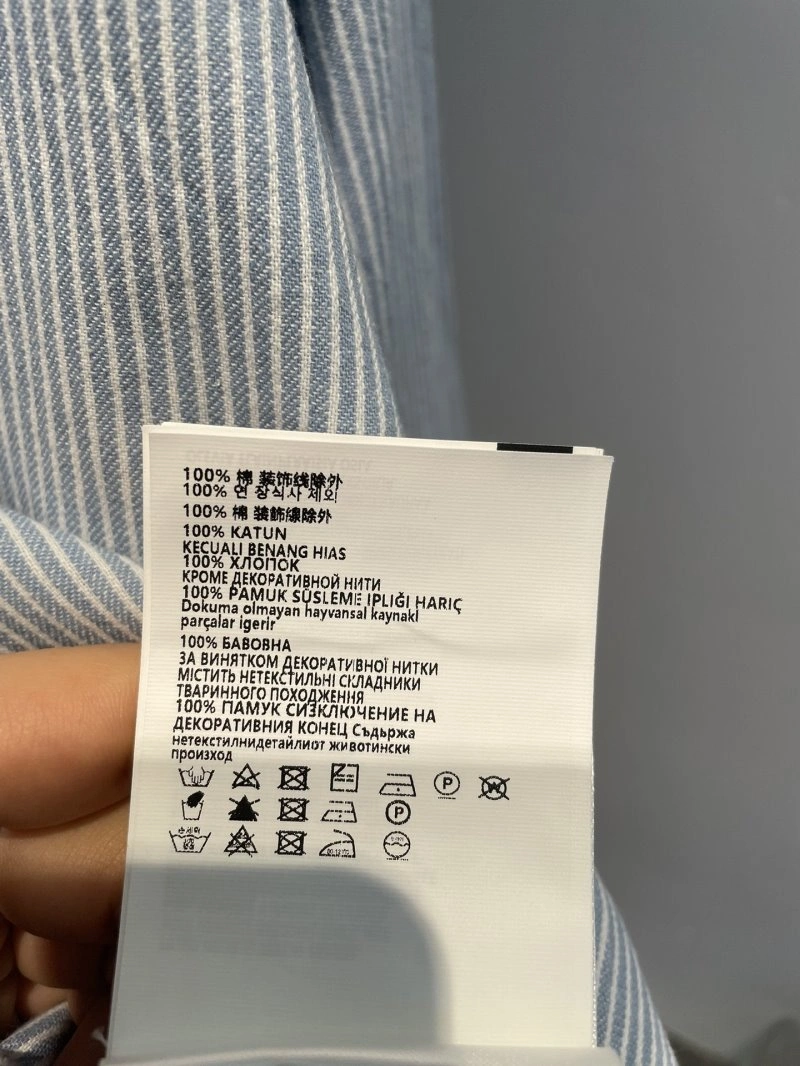 100% 棉 装饰线除外
100% 면 장식사 제외
100% 棉 装飾線除外
100% KATUN
KECUALI BENANG HIAS
100% ХЛОПОК
КРОМЕ ДЕКОРАТИВНОЙ НИТИ
100% PAMUK SÜSLEME IPLIĞI HARIÇ
Dokuma olmayan hayvansal kaynakl
parçalar igerir
100% БАВОВНА
ЗА ВИНЯТКОМ ДЕКОРАТИВНОЇ НИТКИ
МІСТИТЬ НЕТЕКСТИЛЬНІ СКЛАДНИКИ
ТВАРИННОГО ПОХОДЖЕННЯ
100% ПАМУК СИЗКЛЮЧЕНИЕ НА
ДЕКОРАТИВНИЯ КОНЕЦ Съдържа
нетекстилнидетайлиот животински
произход
P W
P